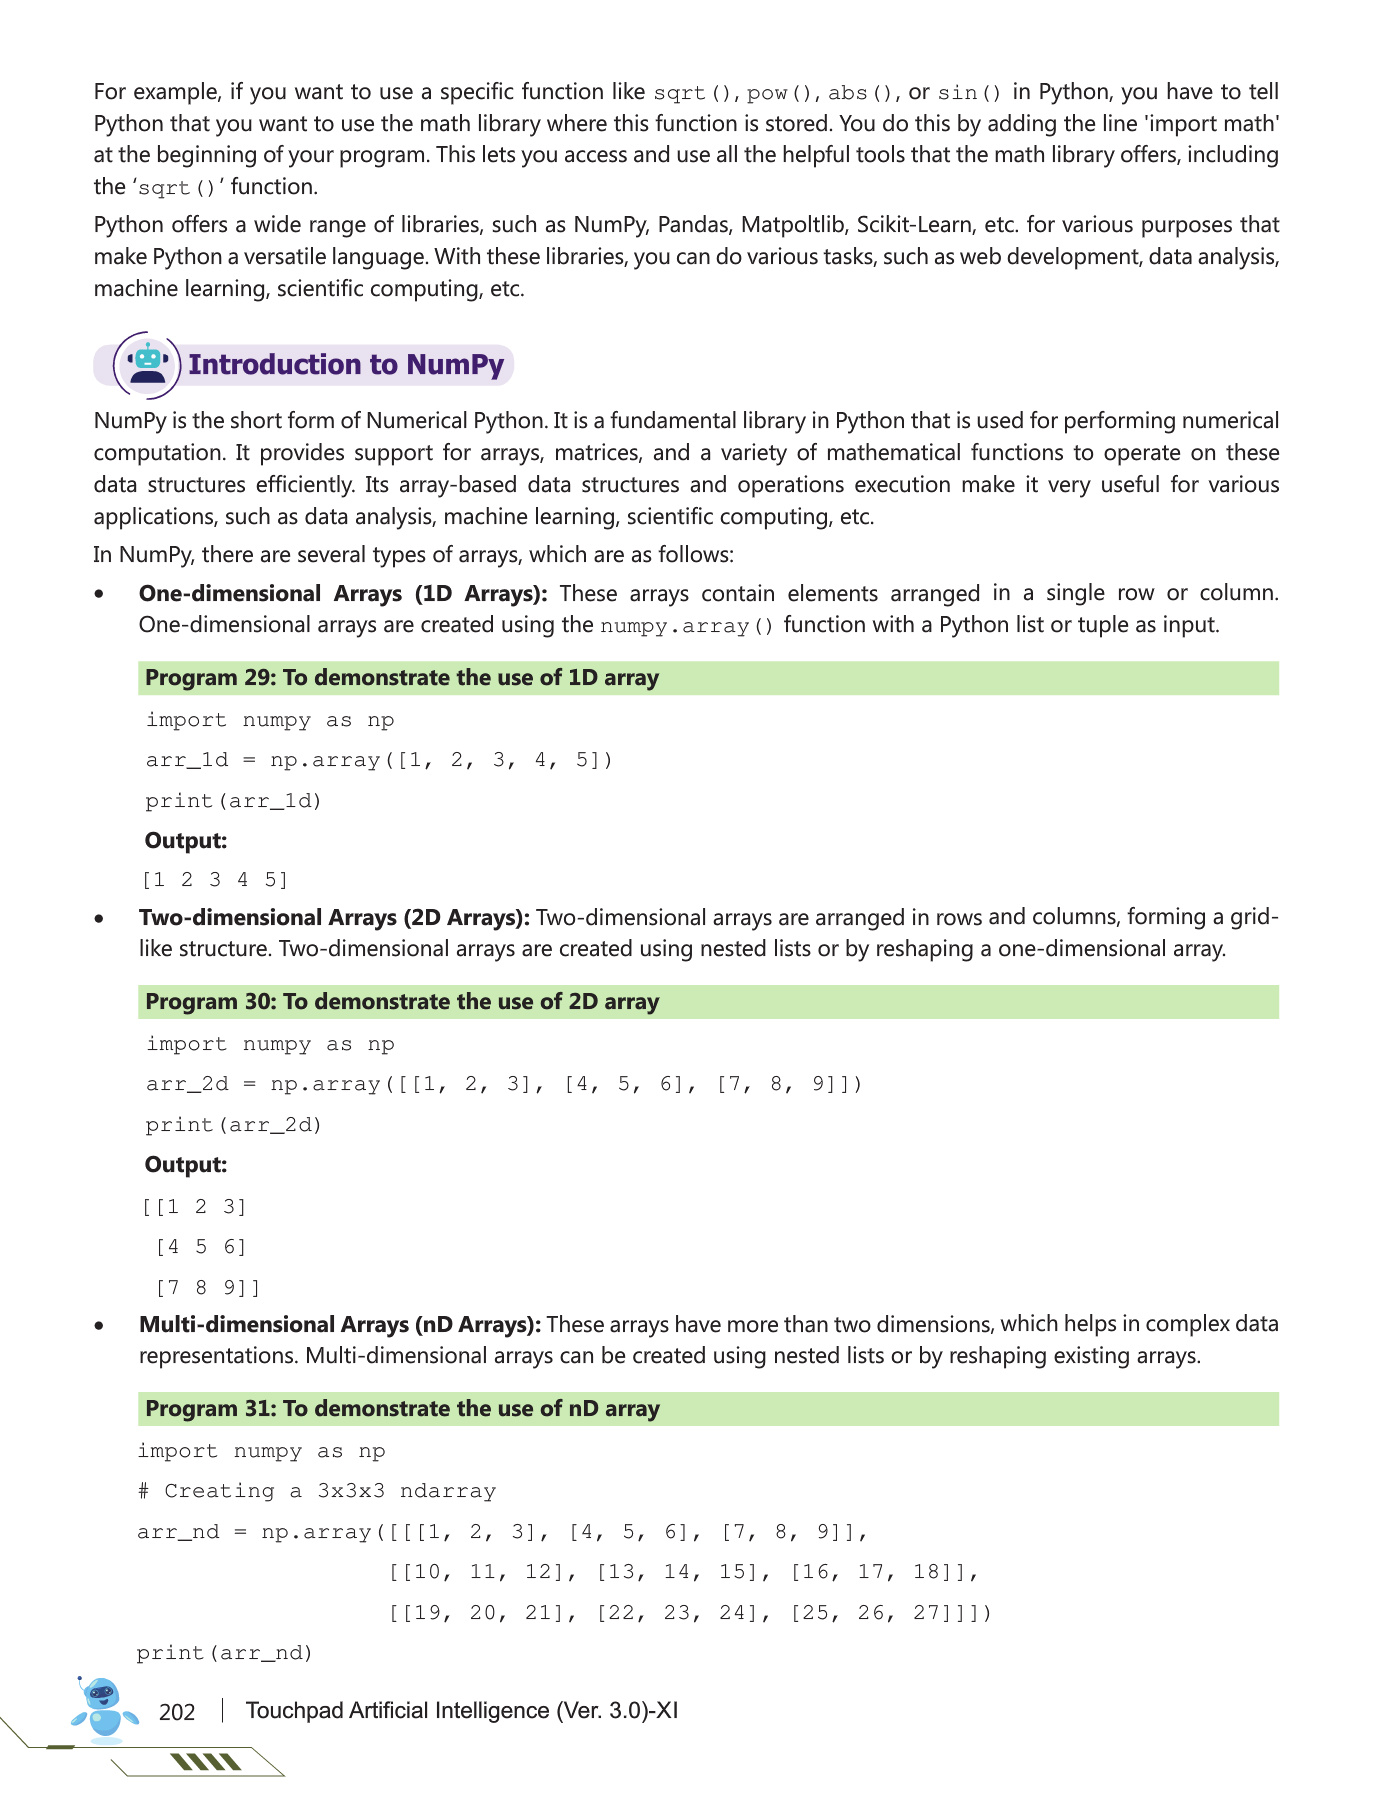 For example, if you want to use a specific function like sqrt(), pow(), abs(), or sin() in Python, you have to tell
Python that you want to use the math library where this function is stored. You do this by adding the line 'import math'
at the beginning of your program. This lets you access and use all the helpful tools that the math library offers, including
the ‘sqrt()’ function.
Python offers a wide range of libraries, such as NumPy, Pandas, Matpoltlib, Scikit-Learn, etc. for various purposes that
make Python a versatile language. With these libraries, you can do various tasks, such as web development, data analysis,
machine learning, scientific computing, etc.
Introduction to NumPy
NumPy is the short form of Numerical Python. It is a fundamental library in Python that is used for performing numerical
computation. It provides support for arrays, matrices, and a variety of mathematical functions to operate on these
data structures efficiently. Its array-based data structures and operations execution make it very useful for various
applications, such as data analysis, machine learning, scientific computing, etc.
In NumPy, there are several types of arrays, which are as follows:
• One-dimensional Arrays (1D Arrays): These arrays contain elements arranged in a single row or column.
One-dimensional arrays are created using the numpy.array() function with a Python list or tuple as input.
Program 29: To demonstrate the use of 1D array
import numpy as np
arr_1d = np.array([1, 2, 3, 4, 5])
print(arr_1d)
Output:
[1 2 3 4 5]
• Two-dimensional Arrays (2D Arrays): Two-dimensional arrays are arranged in rows and columns, forming a grid-
like structure. Two-dimensional arrays are created using nested lists or by reshaping a one-dimensional array.
Program 30: To demonstrate the use of 2D array
import numpy as np
arr_2d = np.array([[1, 2, 3], [4, 5, 6], [7, 8, 9]])
print(arr_2d)
Output:
[[1 2 3]
[4 5 6]
[7 8 9]]
• Multi-dimensional Arrays (nD Arrays): These arrays have more than two dimensions, which helps in complex data
representations. Multi-dimensional arrays can be created using nested lists or by reshaping existing arrays.
Program 31: To demonstrate the use of nD array
import numpy as np
# Creating a 3x3x3 ndarray
arr_nd = np.array([[[1, 2, 3], [4, 5, 6], [7, 8, 9]],
[[10, 11, 12], [13, 14, 15], [16, 17, 18]],
[[19, 20, 21], [22, 23, 24], [25, 26, 27]]])
print(arr_nd)
202 | Touchpad Artificial Intelligence (Ver. 3.0)-XI